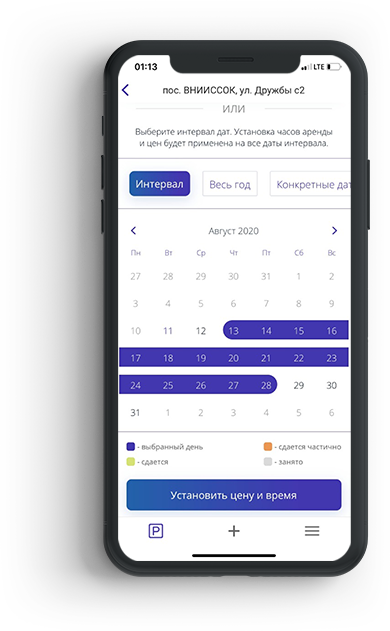 01:13 LTE
пос. ВНИИССОК, ул. Дружбы с2
ИЛИ
Выберите интервал дат. Установка часов аренды
и цен будет применена на все даты интервала.
Интервал Весь год Конкретные дат
Август 2020
Пн Вт Ср Чт Пт Сб Вс
27 28 29 30 31 1 2
3 4 5 6 7 8 9
10 11 12 13 14 15 16
17 18 19 20 21 22 23
24 25 26 27 28 29 30
31 1 2 3 4 5 6
- выбранный день - сдается частично
- сдается - занято
Установить цену и время
P